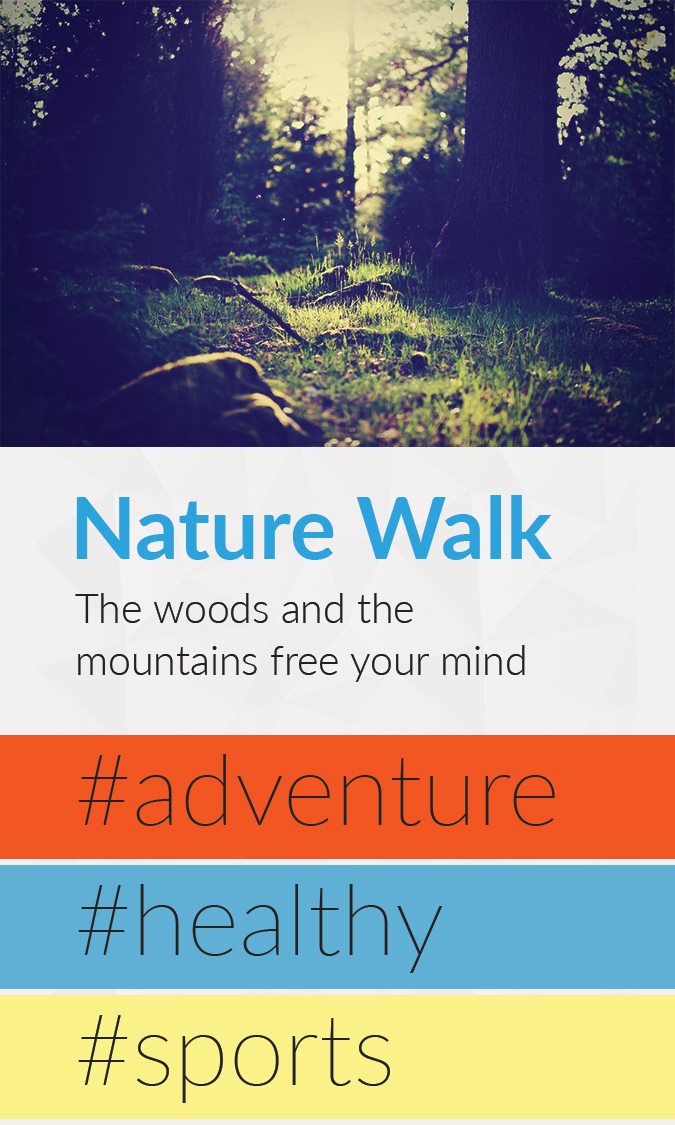 Nature Walk
The woods and the
mountains free your mind
#adventure
#healthy
#sports